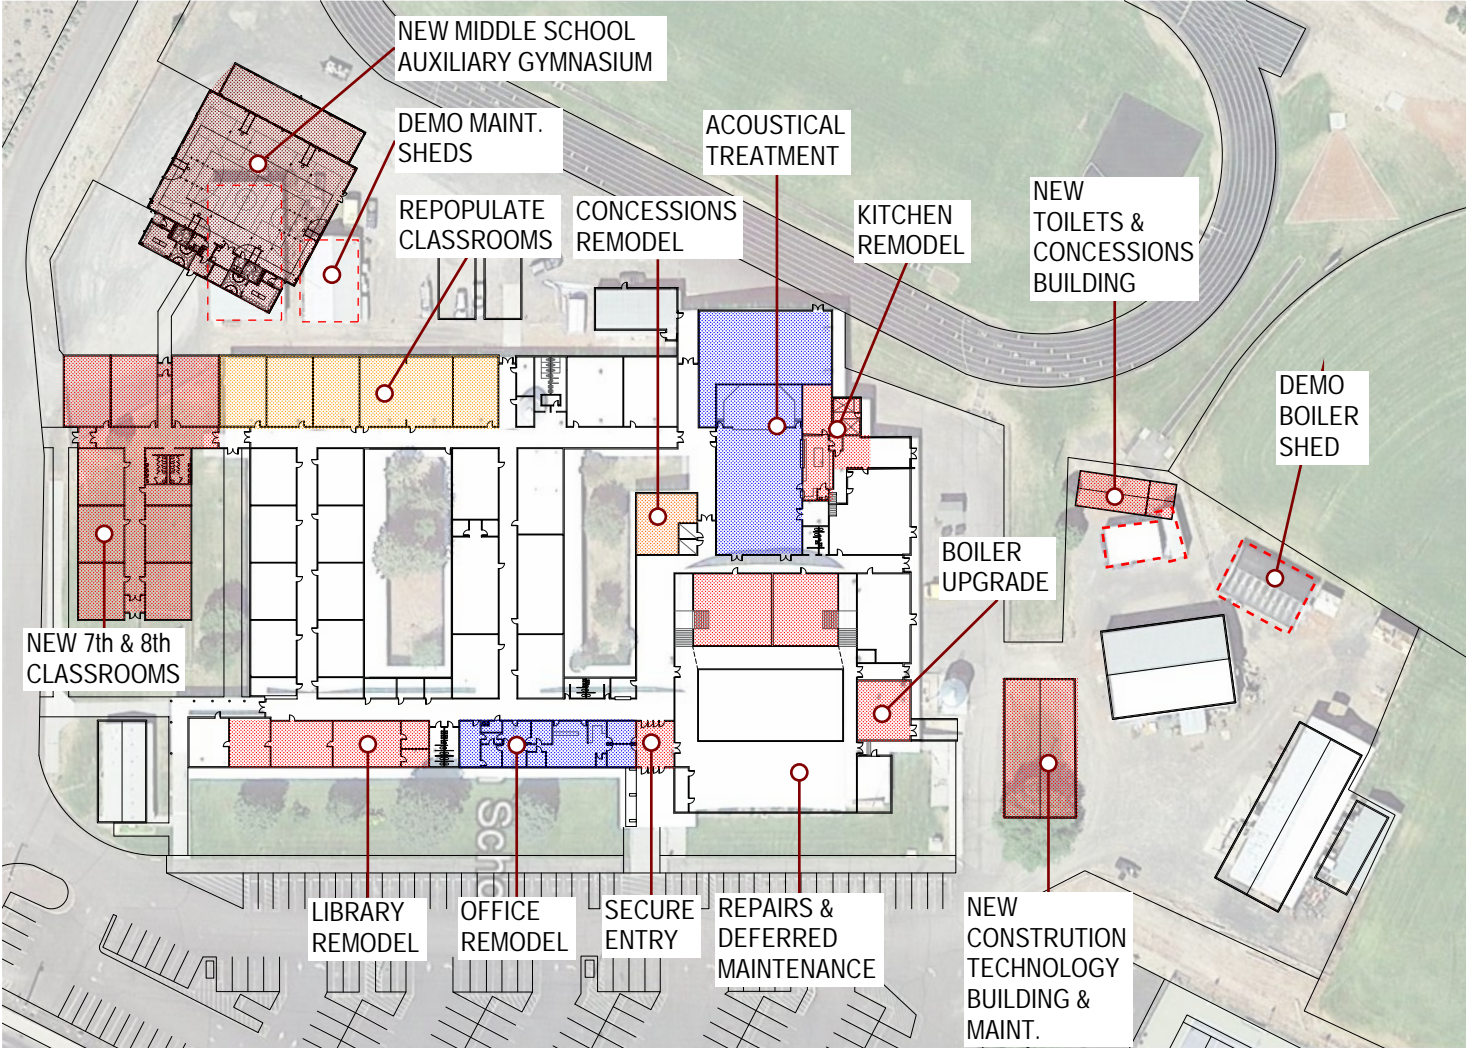 NEW MIDDLE SCHOOL
AUXILIARY GYMNASIUM
DEMO MAINT.
SHEDS
ACOUSTICAL
TREATMENT
REPOPULATE
CLASSROOMS
CONCESSIONS
REMODEL
KITCHEN
REMODEL
NEW
TOILETS &
CONCESSIONS
BUILDING
DEMO
BOILER
SHED
BOILER
UPGRADE
NEW 7th & 8th
CLASSROOMS
LIBRARY
REMODEL
OFFICE
REMODEL
SECURE
ENTRY
REPAIRS &
DEFERRED
MAINTENANCE
NEW
CONSTRUTION
TECHNOLOGY
BUILDING &
MAINT.